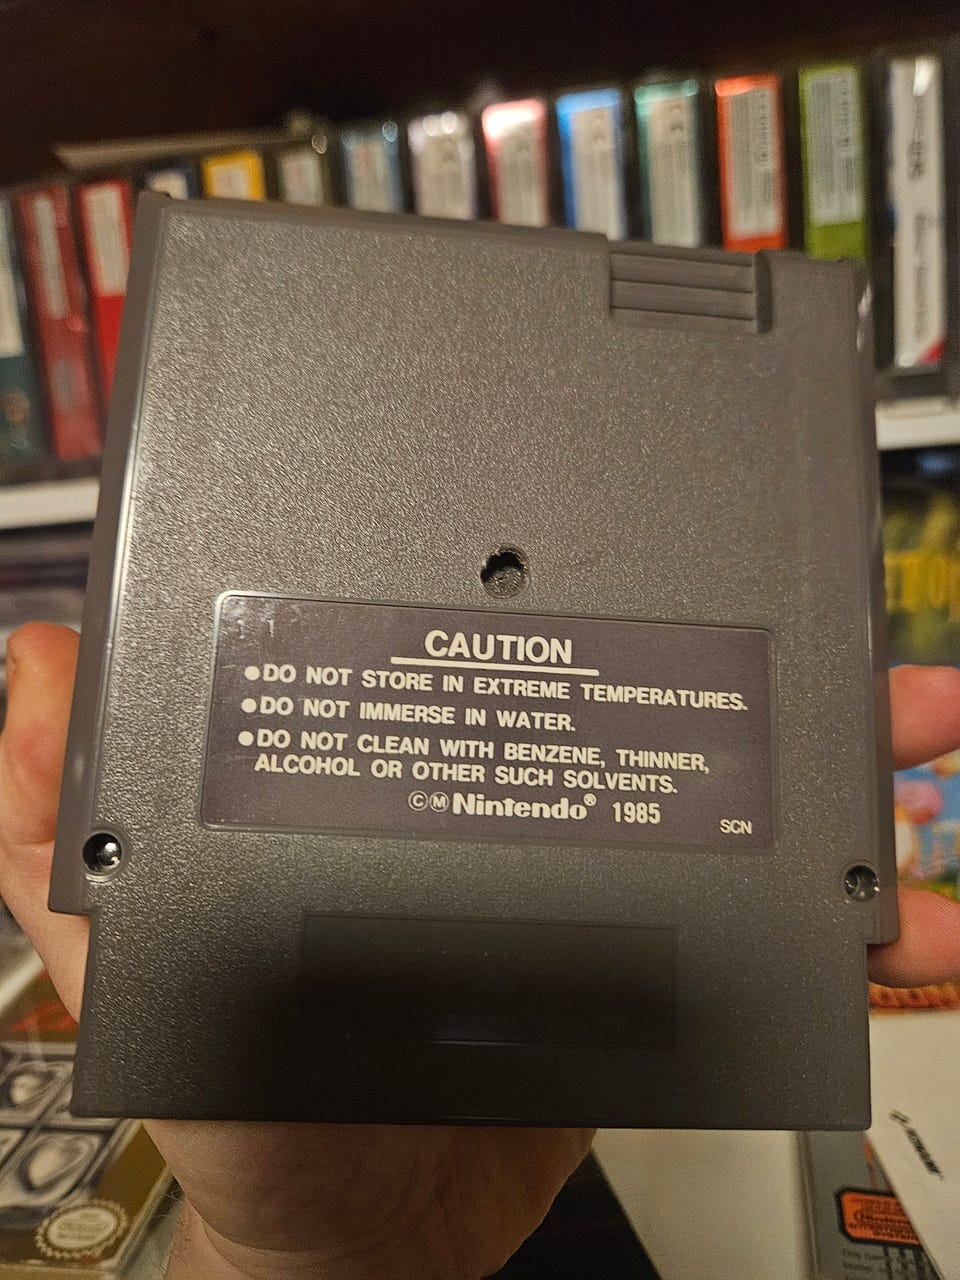 CAUTION
●DO NOT STORE IN EXTREME TEMPERATURES.
●DO NOT IMMERSE IN WATER.
●DO NOT CLEAN WITH BENZENE, THINNER,
ALCOHOL OR OTHER SUCH SOLVENTS.
ⒸⓂNintendo® 1985
SCN